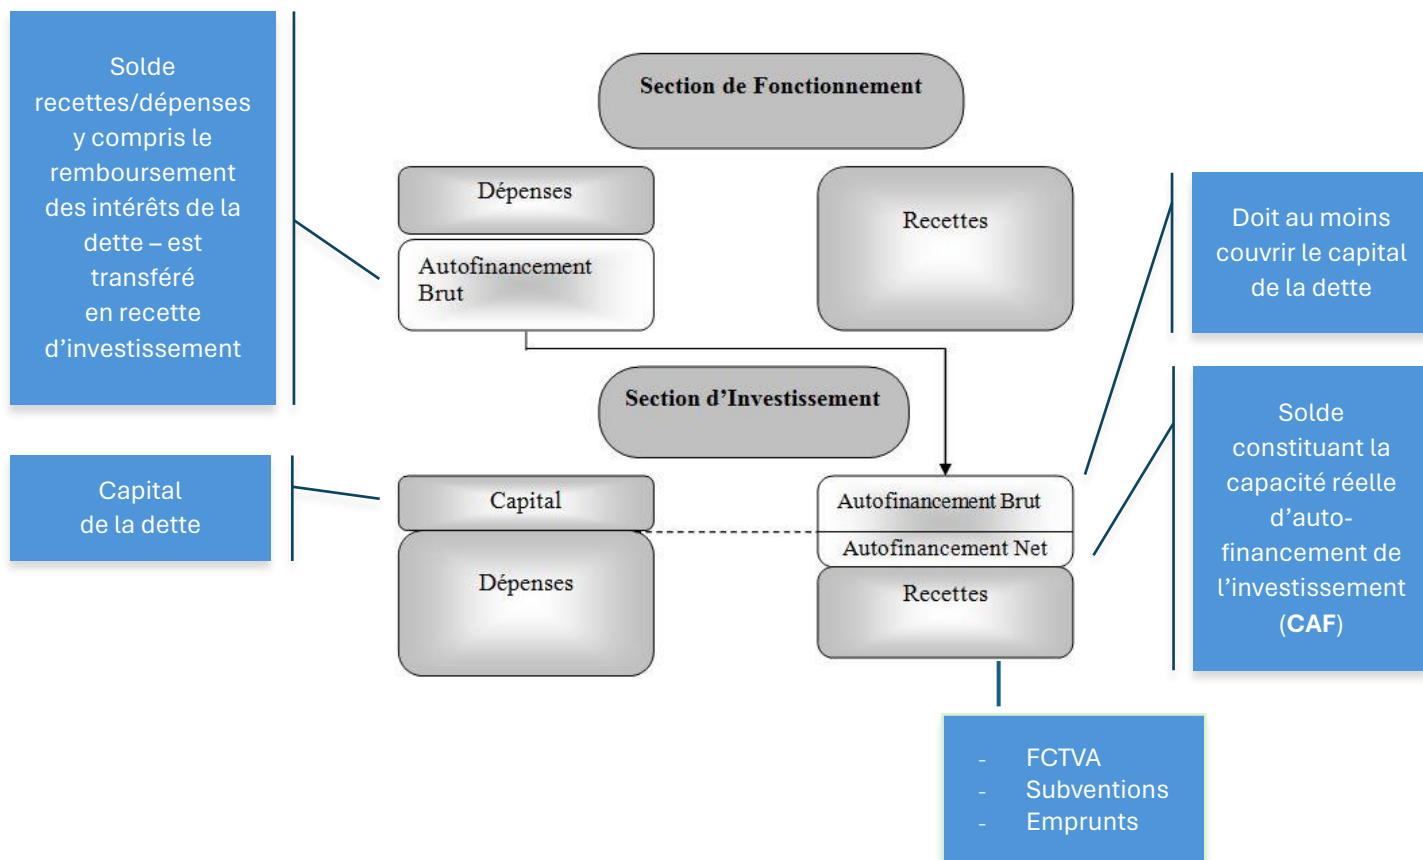 Solde
recettes/dépenses
y compris le
remboursement
des intérêts de la
dette – est
transféré
en recette
d’investissement
Section de Fonctionnement
Dépenses
Autofinancement
Brut
Recettes
Doit au moins
couvrir le capital
de la dette
Section d’Investissement
Capital
de la dette
Capital
Dépenses
Autofinancement Brut
Autofinancement Net
Recettes
Solde
constituant la
capacité réelle
d’auto-
financement de
l’investissement
(CAF)
- FCTVA
- Subventions
- Emprunts